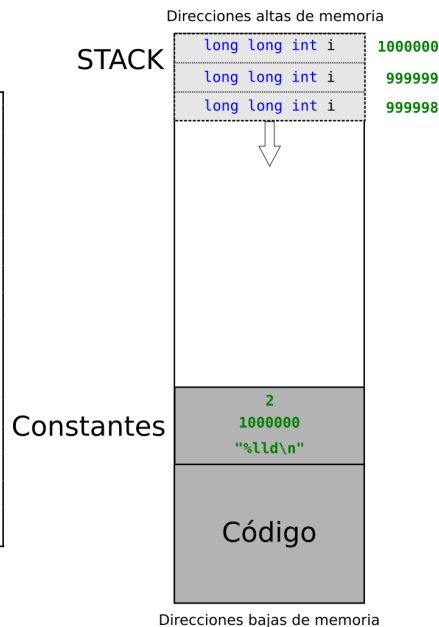 Direcciones altas de memoria
STACK
long long int i 1000000
long long int i 999999
long long int i 999998
Constantes
2
1000000
"%lld\n"
Código
Direcciones bajas de memoria